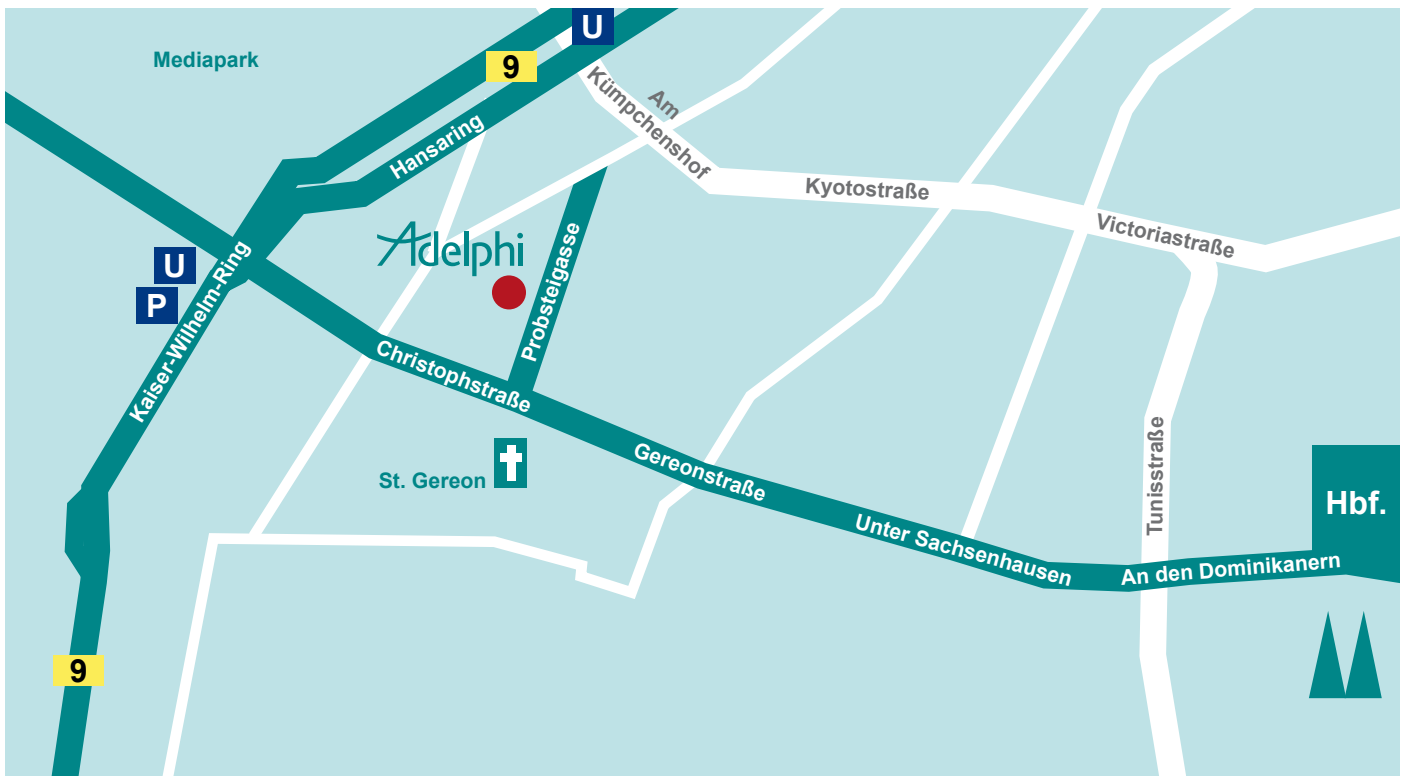 U
Mediapark
9
Am
Kümpchenshof
Hansaring
Kyotostraße
Victoriastraße
Adelphi
U
P
Kaiser-Wilhelm-Ring
Probsteigasse
Christophstraße
St. Gereon
Gereonstraße
Tunisstraße
Hbf.
Unter Sachsenhausen
An den Dominikanern
9